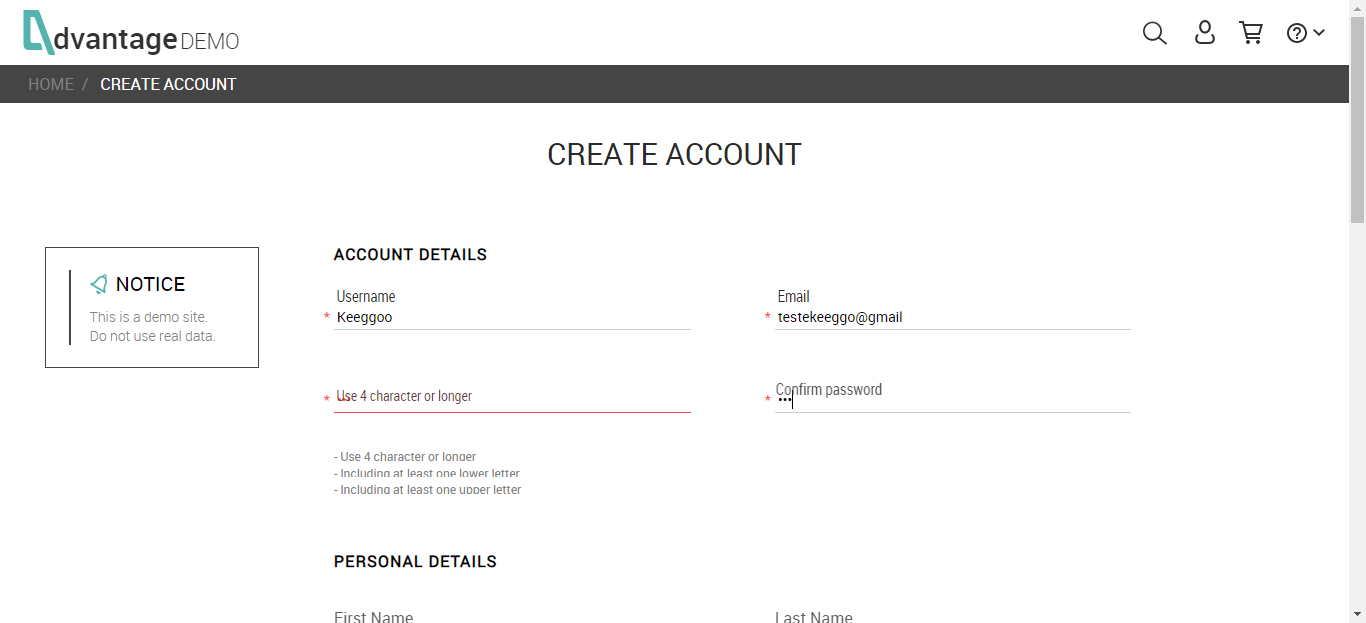 dvantage DEMO
HOME / CREATE ACCOUNT
CREATE ACCOUNT
NOTICE
This is a demo site.
Do not use real data.
ACCOUNT DETAILS
Username
* Keeggoo
Email
* testekeeggo@gmail
* Use 4 character or longer
Confirm password
* •••
- Use 4 character or longer
- Including at least one lower letter
- Including at least one upper letter
PERSONAL DETAILS
First Name
Last Name